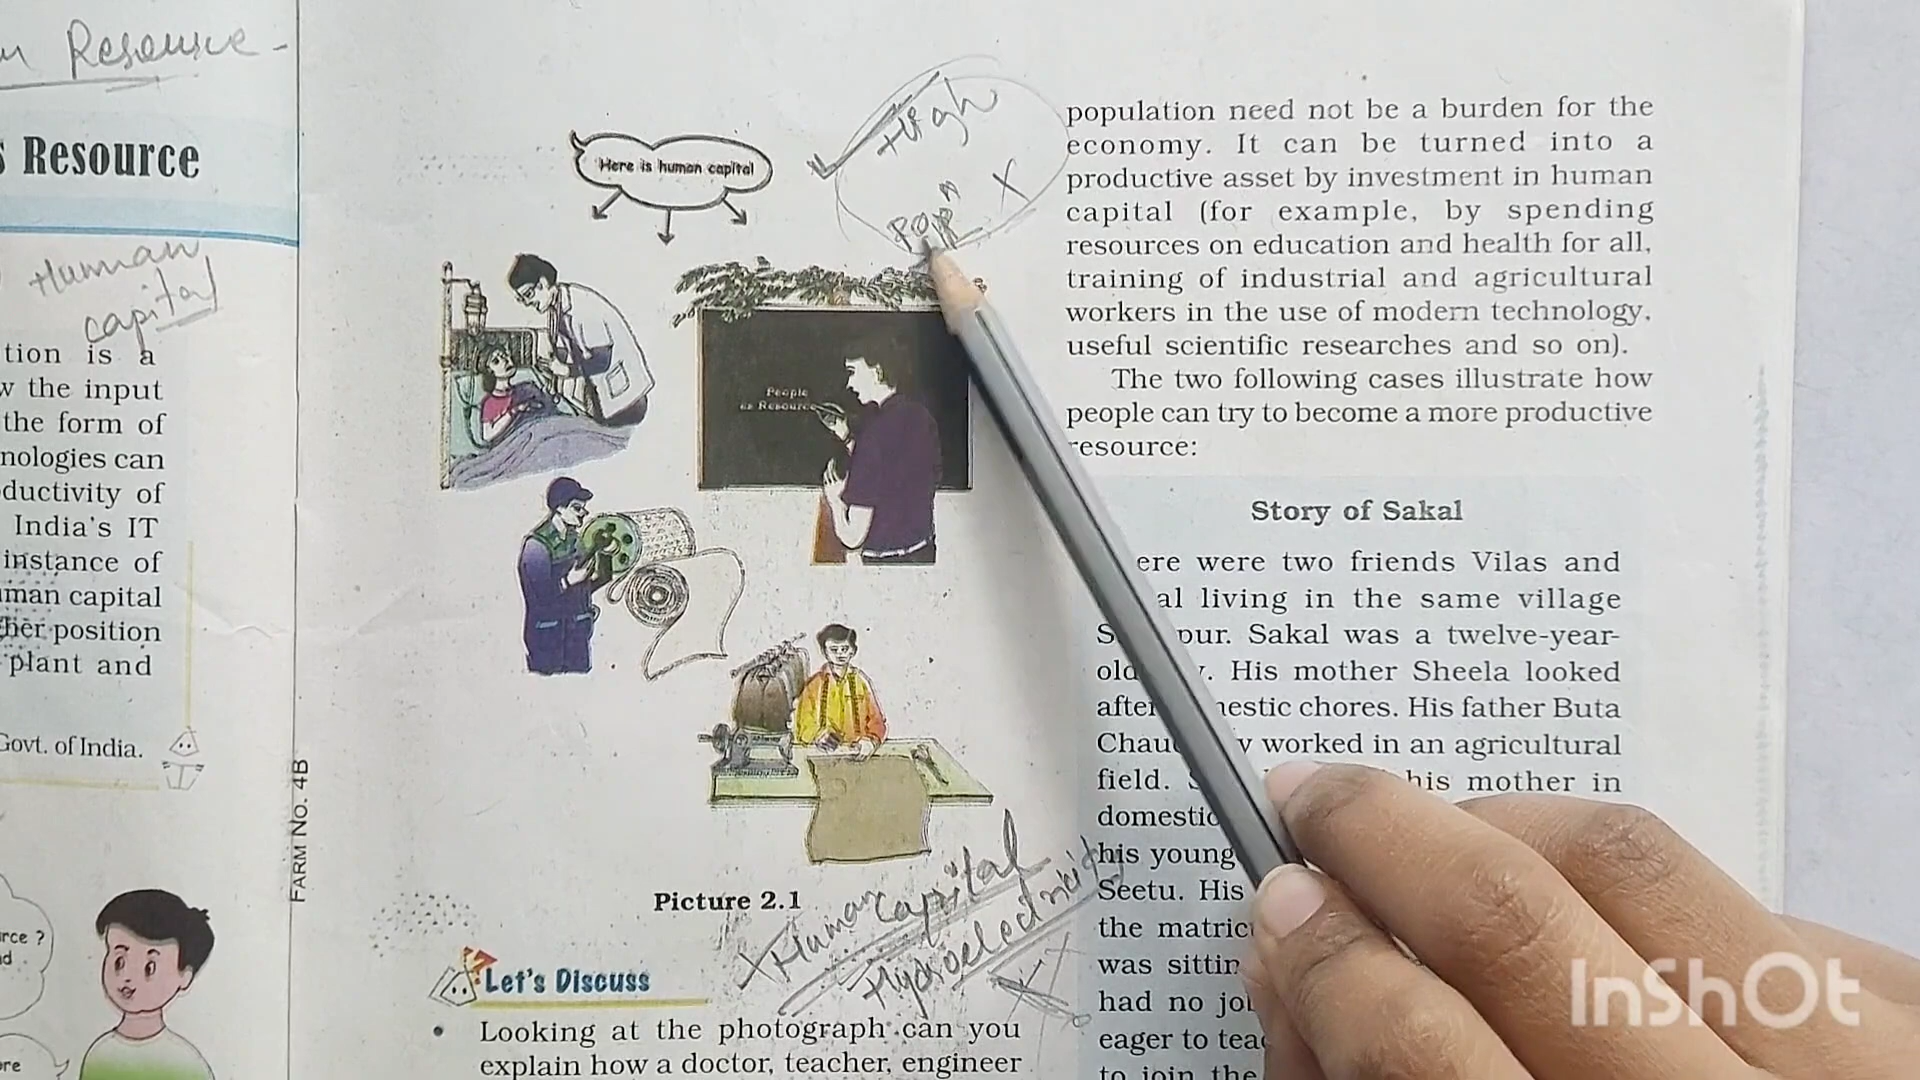 Resource -
s Resource
Human
capital
tion is a
w the input
the form of
nologies can
ductivity of
India's IT
instance of
man capital
her position
plant and
Govt. of India.
FARM No. 4B
rce ?
d
ere
Here is human capital
High
Popn X
People
as Resource
Picture 2.1
Human capital
Hydroelectricity
Let's Discuss
• Looking at the photograph can you
explain how a doctor, teacher, engineer
population need not be a burden for the
economy. It can be turned into a
productive asset by investment in human
capital (for example, by spending
resources on education and health for all,
training of industrial and agricultural
workers in the use of modern technology,
useful scientific researches and so on).
The two following cases illustrate how
people can try to become a more productive
resource:
Story of Sakal
ere were two friends Vilas and
al living in the same village
S pur. Sakal was a twelve-year-
old y. His mother Sheela looked
after mestic chores. His father Buta
Chau y worked in an agricultural
field. S his mother in
domestic
his young
Seetu. His
the matric
was sittin
had no jo
eager to tea
to join the
InShOt